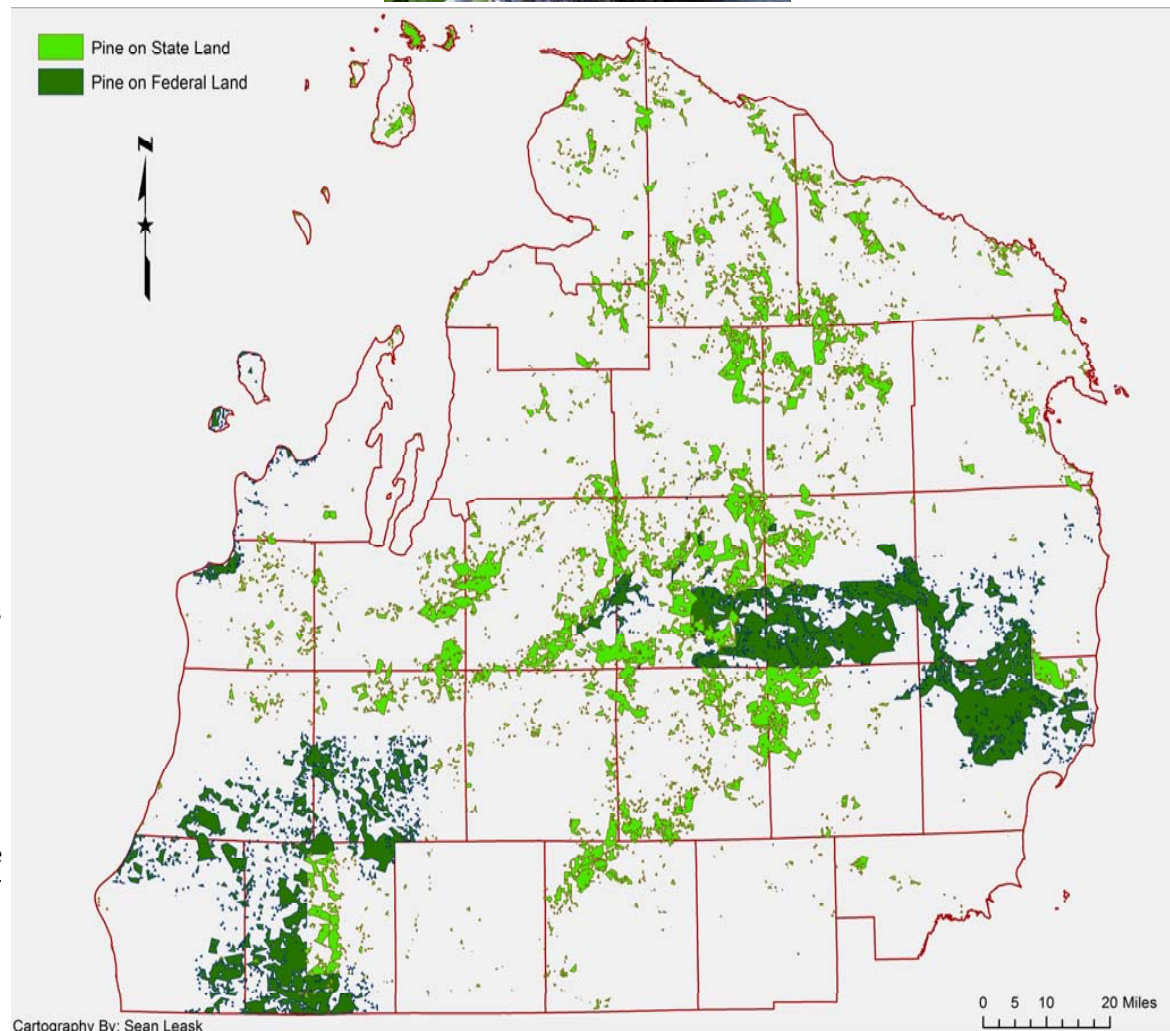 Pine on State Land
Pine on Federal Land
N
0 5 10 20 Miles
Cartography By: Sean Leask